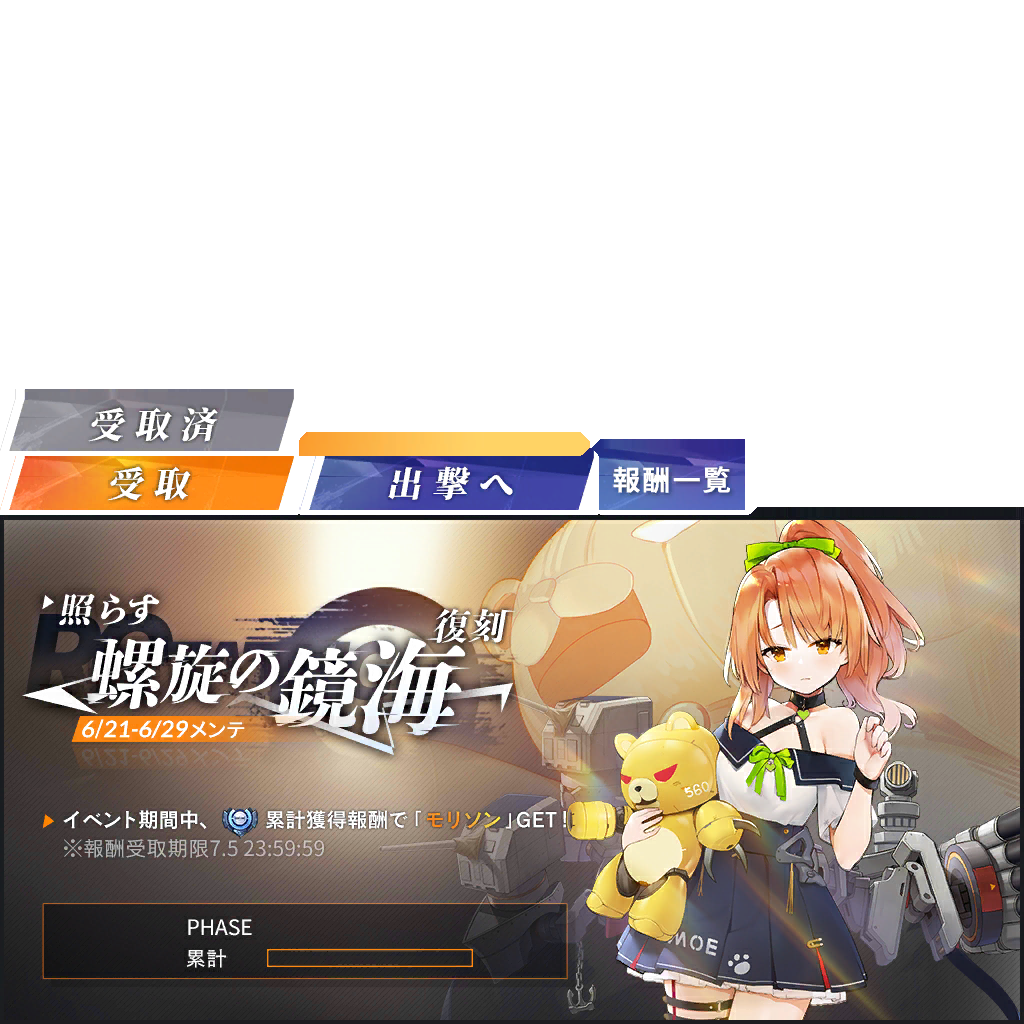 受取済
受取
出撃へ
報酬一覧
照らす
螺旋の鏡海
復刻
6/21-6/29メンテ
イベント期間中、累計獲得報酬で「モリソン」GET!
※報酬受取期限7.5 23:59:59
PHASE
累計
560
MOE